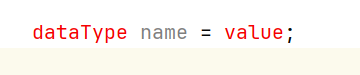 dataType name = value;